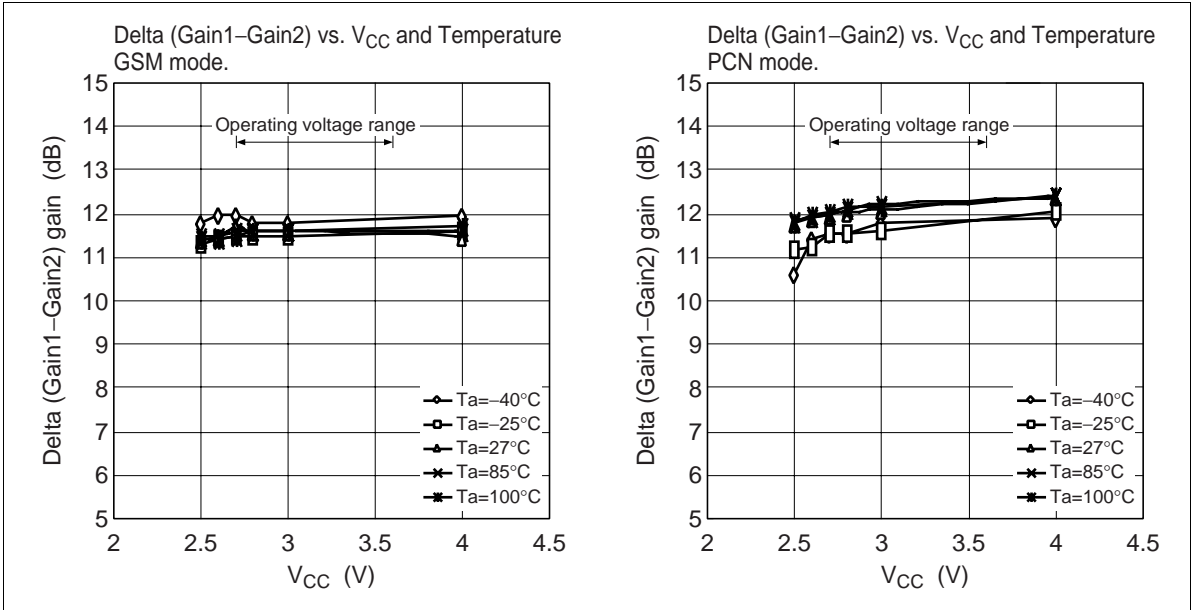 Delta (Gain1−Gain2) vs. VCC and Temperature
GSM mode.
15
14
13
12
11
10
9
8
7
6
5
Delta (Gain1−Gain2) gain (dB)
Operating voltage range
Ta=−40°C
Ta=−25°C
Ta=27°C
Ta=85°C
Ta=100°C
2 2.5 3 3.5 4 4.5
VCC (V)
Delta (Gain1−Gain2) vs. VCC and Temperature
PCN mode.
15
14
13
12
11
10
9
8
7
6
5
Delta (Gain1−Gain2) gain (dB)
Operating voltage range
Ta=−40°C
Ta=−25°C
Ta=27°C
Ta=85°C
Ta=100°C
2 2.5 3 3.5 4 4.5
VCC (V)